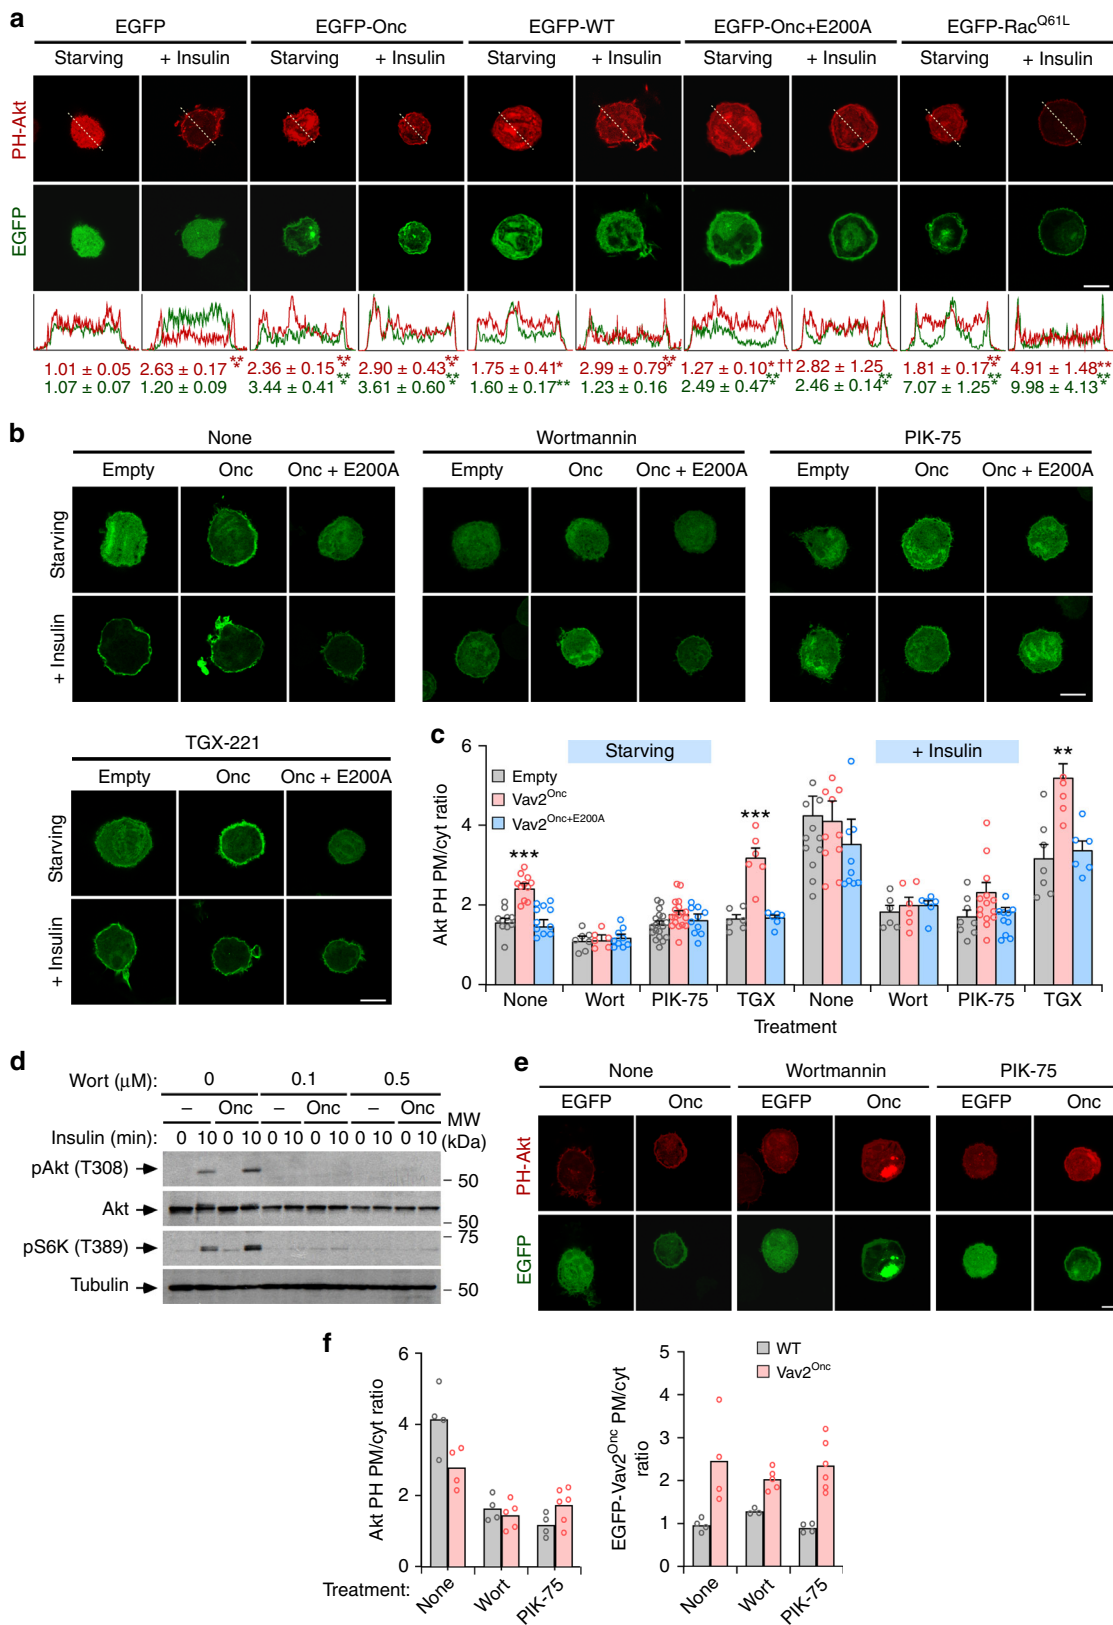 a
EGFP EGFP-Onc EGFP-WT EGFP-Onc+E200A EGFP-Rac^Q61L
Starving + Insulin Starving + Insulin Starving + Insulin Starving + Insulin Starving + Insulin
PH-Akt
EGFP
1.01 ± 0.05 2.63 ± 0.17** 2.36 ± 0.15** 2.90 ± 0.43** 1.75 ± 0.41* 2.99 ± 0.79** 1.27 ± 0.10*†† 2.82 ± 1.25 1.81 ± 0.17** 4.91 ± 1.48**
1.07 ± 0.07 1.20 ± 0.09 3.44 ± 0.41** 3.61 ± 0.60** 1.60 ± 0.17** 1.23 ± 0.16 2.49 ± 0.47** 2.46 ± 0.14** 7.07 ± 1.25** 9.98 ± 4.13**
b
None Wortmannin PIK-75
Empty Onc Onc + E200A Empty Onc Onc + E200A Empty Onc Onc + E200A
Starving
+ Insulin
TGX-221
Empty Onc Onc + E200A
Starving
+ Insulin
c
Akt PH PM/cyt ratio
6
4
2
0
Starving + Insulin
Empty
Vav2^Onc
Vav2^Onc+E200A
*** *** **
None Wort PIK-75 TGX None Wort PIK-75 TGX
Treatment
d
Wort (μM): 0 0.1 0.5
– Onc – Onc – Onc
MW
(kDa)
Insulin (min): 0 10 0 10 0 10 0 10 0 10 0 10
pAkt (T308)
50
Akt
50
75
pS6K (T389)
Tubulin
50
e
None Wortmannin PIK-75
EGFP Onc EGFP Onc EGFP Onc
PH-Akt
EGFP
f
Akt PH PM/cyt ratio
6
4
2
0
Treatment:
None Wort PIK-75
EGFP-Vav2^Onc PM/cyt
ratio
5
4
3
2
1
0
WT
Vav2^Onc
None Wort PIK-75